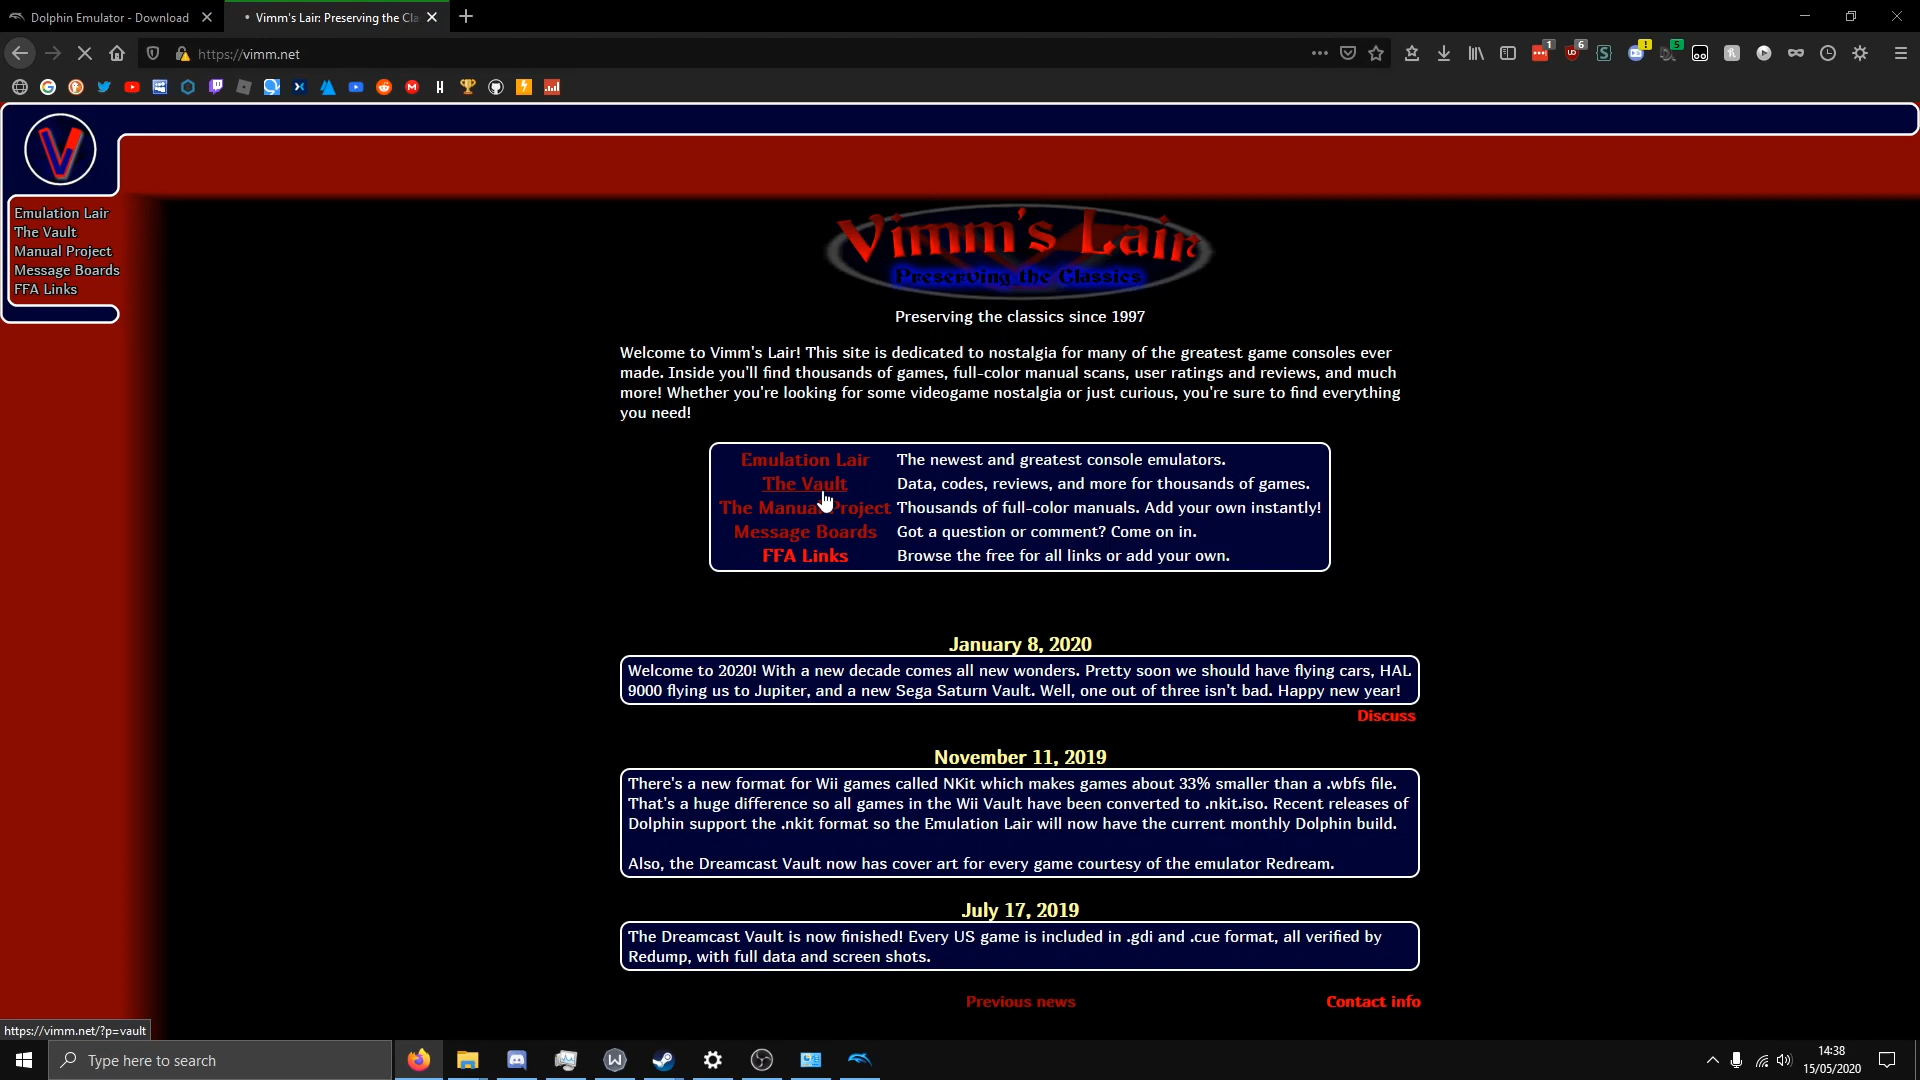 Dolphin Emulator - Download
Vimm's Lair: Preserving the Cla
https://vimm.net
1
6
!
5
Emulation Lair
The Vault
Manual Project
Message Boards
FFA Links
Vimm's Lair
Preserving the Classics
Preserving the classics since 1997
Welcome to Vimm's Lair! This site is dedicated to nostalgia for many of the greatest game consoles ever
made. Inside you'll find thousands of games, full-color manual scans, user ratings and reviews, and much
more! Whether you're looking for some videogame nostalgia or just curious, you're sure to find everything
you need!
Emulation Lair The newest and greatest console emulators.
The Vault Data, codes, reviews, and more for thousands of games.
The Manual Project Thousands of full-color manuals. Add your own instantly!
Message Boards Got a question or comment? Come on in.
FFA Links Browse the free for all links or add your own.
January 8, 2020
Welcome to 2020! With a new decade comes all new wonders. Pretty soon we should have flying cars, HAL
9000 flying us to Jupiter, and a new Sega Saturn Vault. Well, one out of three isn't bad. Happy new year!
Discuss
November 11, 2019
There's a new format for Wii games called NKit which makes games about 33% smaller than a .wbfs file.
That's a huge difference so all games in the Wii Vault have been converted to .nkit.iso. Recent releases of
Dolphin support the .nkit format so the Emulation Lair will now have the current monthly Dolphin build.
Also, the Dreamcast Vault now has cover art for every game courtesy of the emulator Redream.
July 17, 2019
The Dreamcast Vault is now finished! Every US game is included in .gdi and .cue format, all verified by
Redump, with full data and screen shots.
Previous news
Contact info
https://vimm.net/?p=vault
Type here to search
14:38
15/05/2020